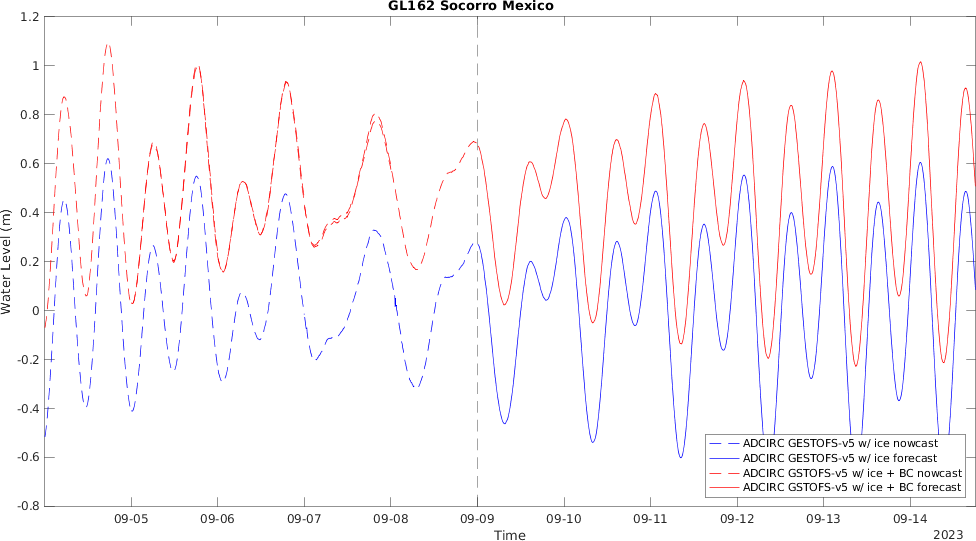 GL162 Socorro Mexico
1.2
1
0.8
0.6
0.4
0.2
0
-0.2
-0.4
-0.6
-0.8
Water Level (m)
ADCIRC GESTOFS-v5 w/ ice nowcast
ADCIRC GESTOFS-v5 w/ ice forecast
ADCIRC GSTOFS-v5 w/ ice + BC nowcast
ADCIRC GSTOFS-v5 w/ ice + BC forecast
09-05 09-06 09-07 09-08 09-09 09-10 09-11 09-12 09-13 09-14
Time
2023